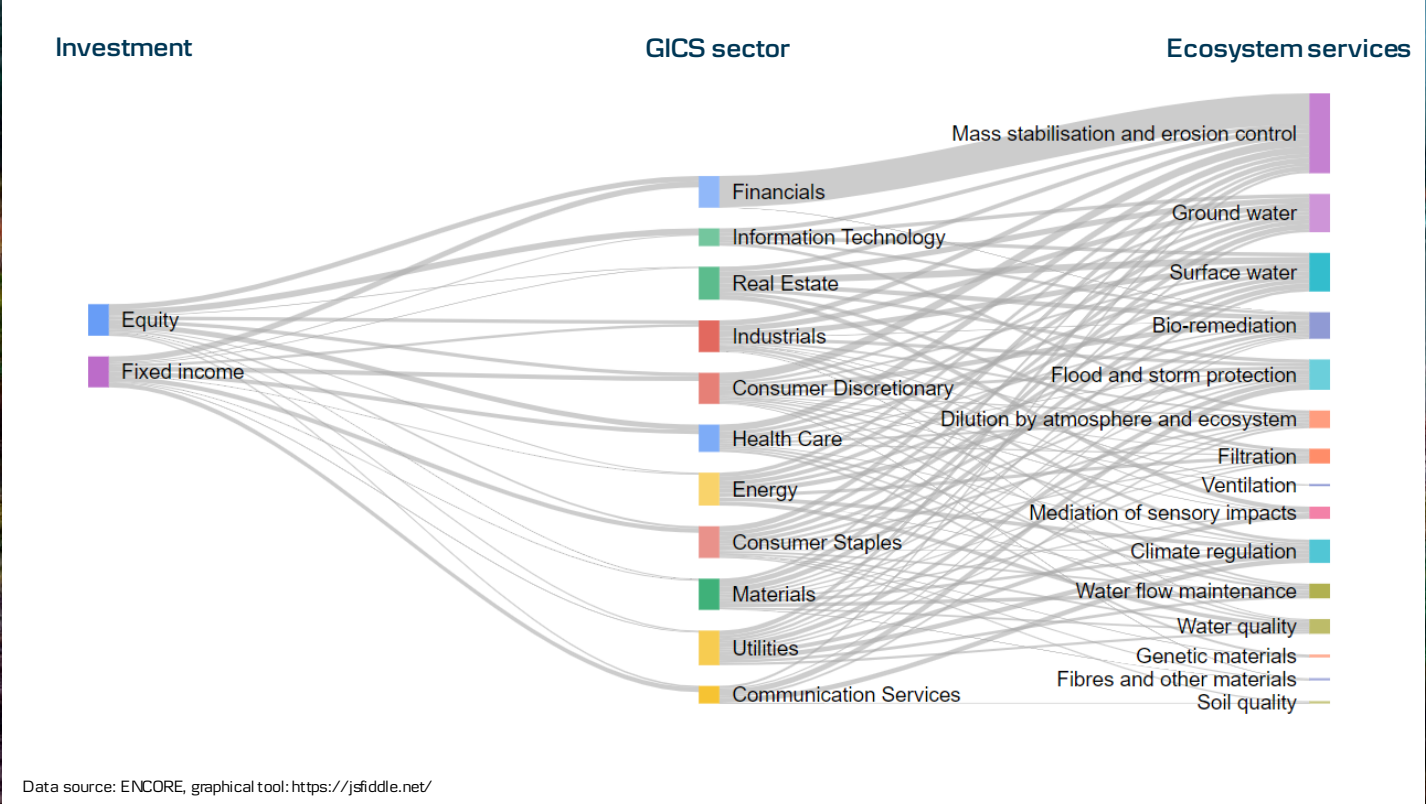 Investment
GICS sector
Ecosystem services
Equity
Fixed income
Financials
Information Technology
Real Estate
Industrials
Consumer Discretionary
Health Care
Energy
Consumer Staples
Materials
Utilities
Communication Services
Mass stabilisation and erosion control
Ground water
Surface water
Bio-remediation
Flood and storm protection
Dilution by atmosphere and ecosystem
Filtration
Ventilation
Mediation of sensory impacts
Climate regulation
Water flow maintenance
Water quality
Genetic materials
Fibres and other materials
Soil quality
Data source: ENCORE, graphical tool: https://jsfiddle.net/